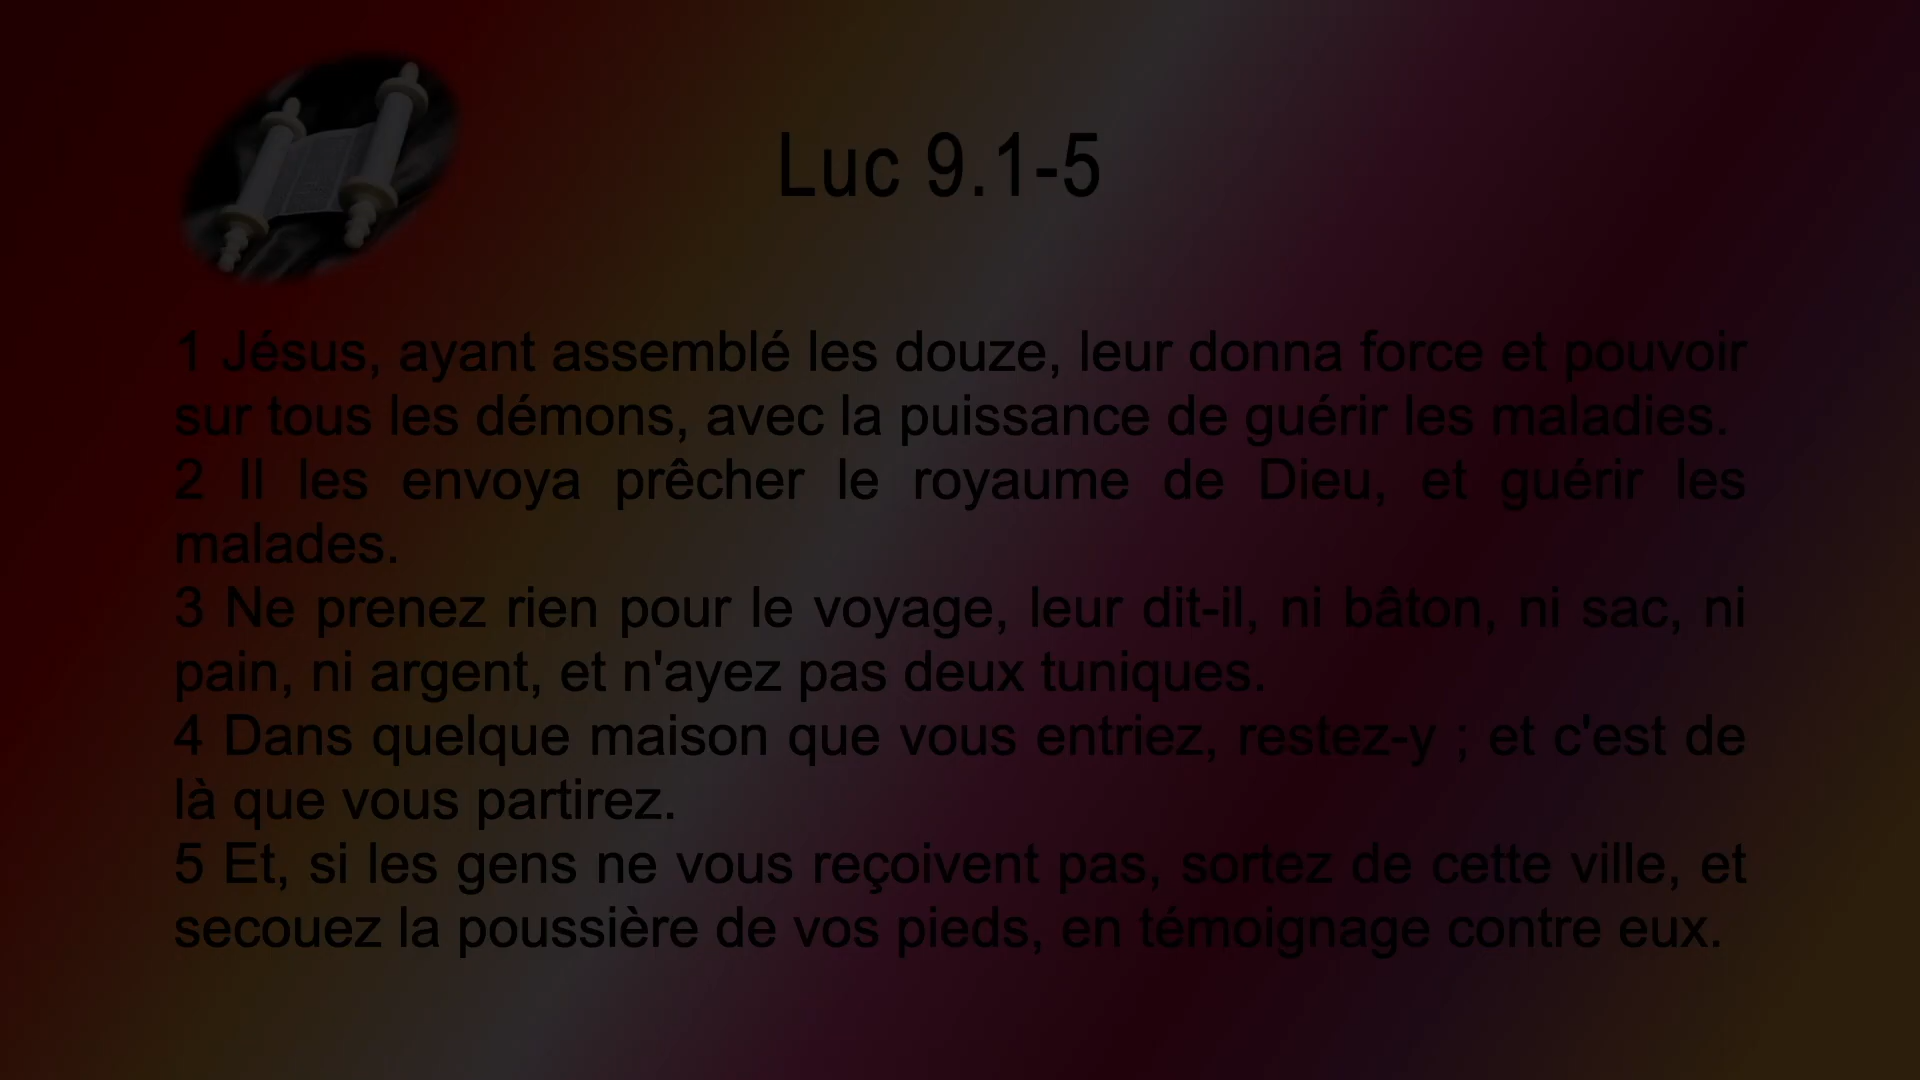 Luc 9.1-5
1 Jésus, ayant assemblé les douze, leur donna force et pouvoir
sur tous les démons, avec la puissance de guérir les maladies.
2 Il les envoya prêcher le royaume de Dieu, et guérir les
malades.
3 Ne prenez rien pour le voyage, leur dit-il, ni bâton, ni sac, ni
pain, ni argent, et n'ayez pas deux tuniques.
4 Dans quelque maison que vous entriez, restez-y ; et c'est de
là que vous partirez.
5 Et, si les gens ne vous reçoivent pas, sortez de cette ville, et
secouez la poussière de vos pieds, en témoignage contre eux.